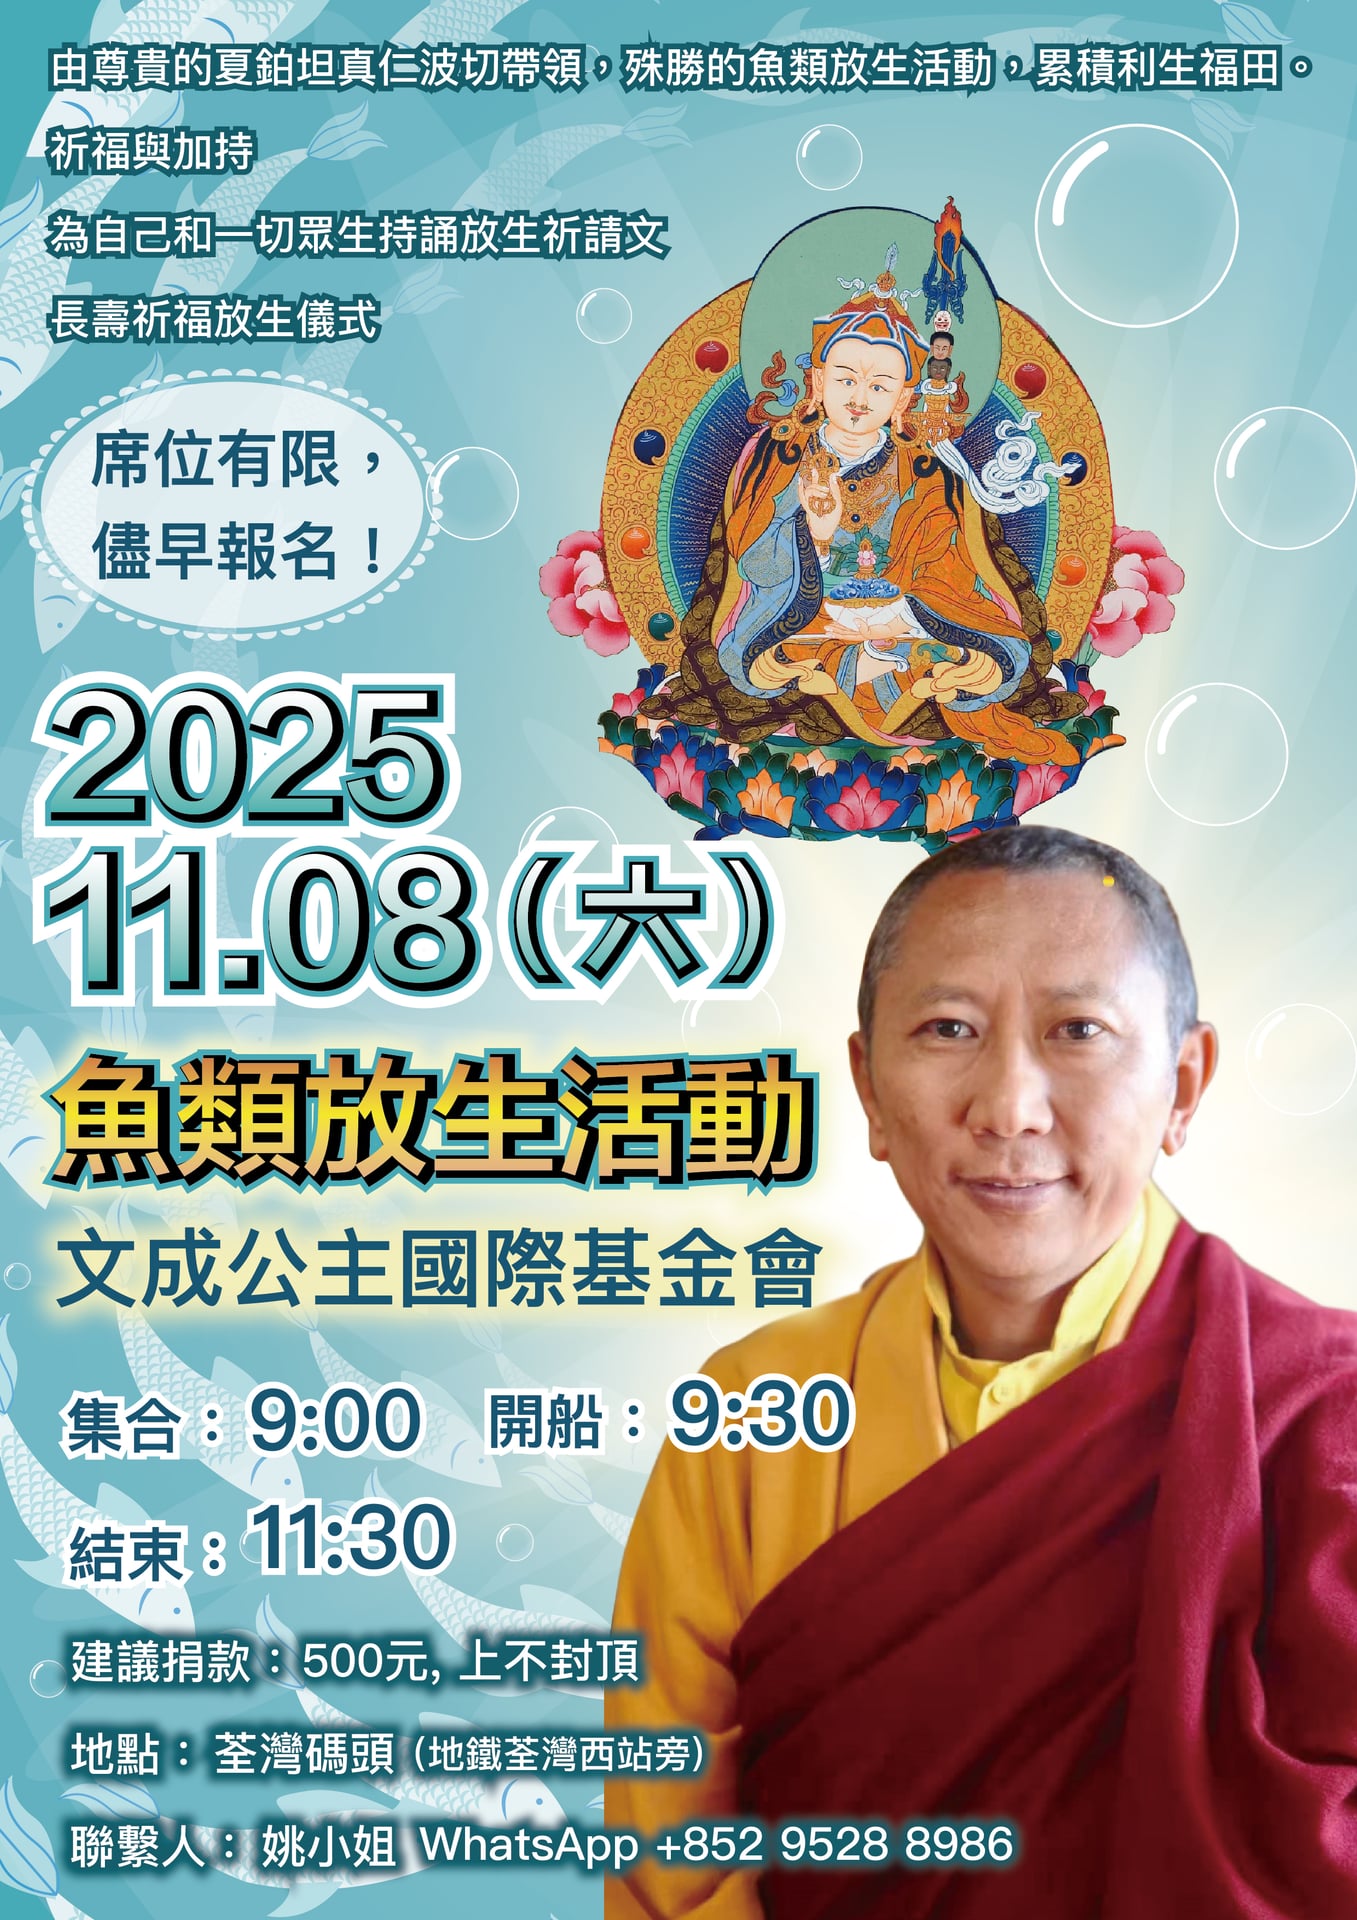 由尊貴的夏鉑坦真仁波切帶領，殊勝的魚類放生活動，累積利生福田。
祈福與加持
為自己和一切眾生持誦放生祈請文
長壽祈福放生儀式
席位有限，
儘早報名！
2025
11.08（六）
魚類放生活動
文成公主國際基金會
集合：9:00 開船：9:30
結束：11:30
建議捐款：500元, 上不封頂
地點：荃灣碼頭（地鐵荃灣西站旁）
聯繫人：姚小姐 WhatsApp +852 9528 8986